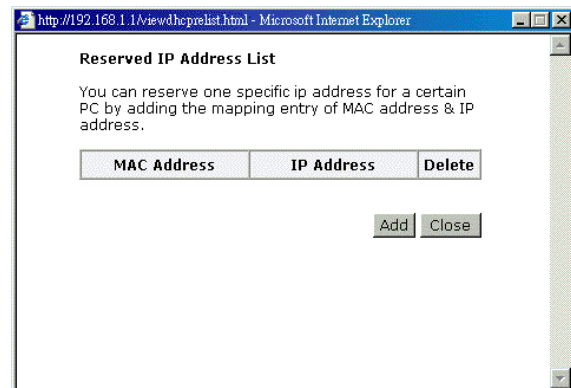 http://192.168.1.1/viewdhcprelist.html - Microsoft Internet Explorer
Reserved IP Address List
You can reserve one specific ip address for a certain
PC by adding the mapping entry of MAC address & IP
address.
MAC Address IP Address Delete
Add Close